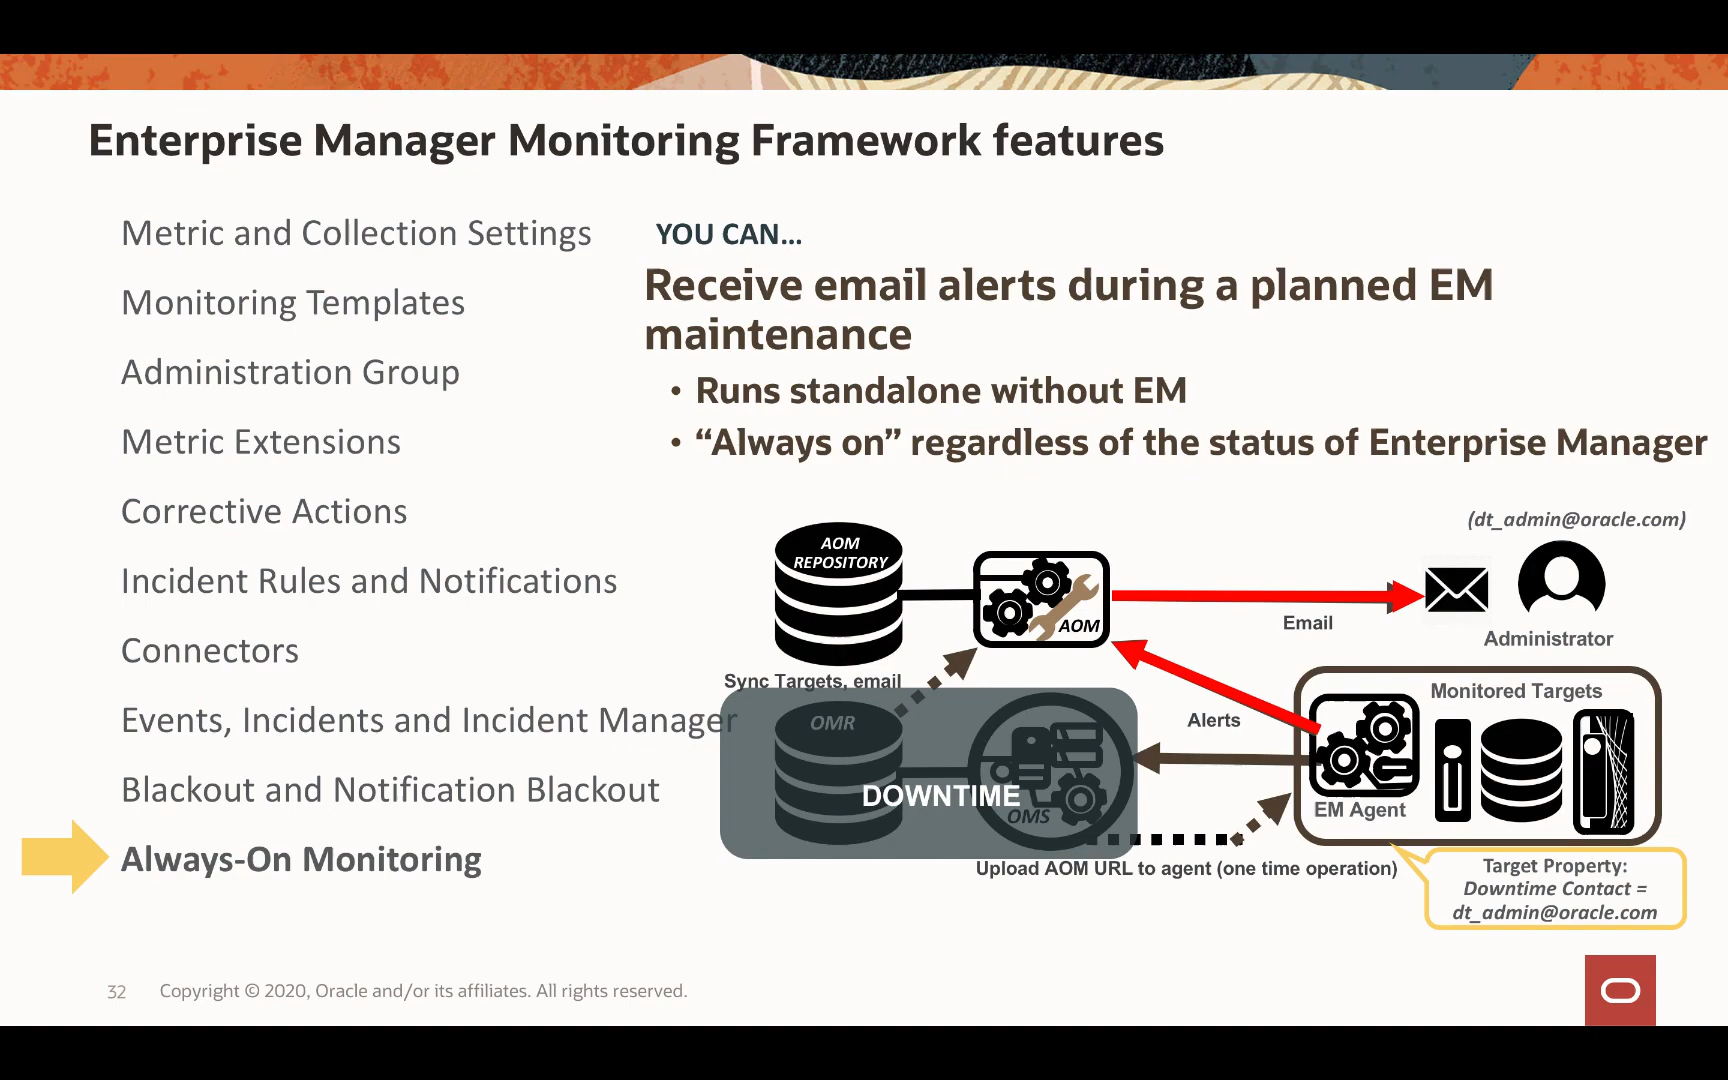 Enterprise Manager Monitoring Framework features
Metric and Collection Settings
Monitoring Templates
Administration Group
Metric Extensions
Corrective Actions
Incident Rules and Notifications
Connectors
Events, Incidents and Incident Manager
Blackout and Notification Blackout
Always-On Monitoring
YOU CAN...
Receive email alerts during a planned EM
maintenance
• Runs standalone without EM
• “Always on” regardless of the status of Enterprise Manager
(dt_admin@oracle.com)
AOM
REPOSITORY
AOM
Email
Administrator
Sync Targets, email
OMR
OMS
DOWNTIME
Alerts
Monitored Targets
EM Agent
Upload AOM URL to agent (one time operation)
Target Property:
Downtime Contact =
dt_admin@oracle.com
32
Copyright © 2020, Oracle and/or its affiliates. All rights reserved.